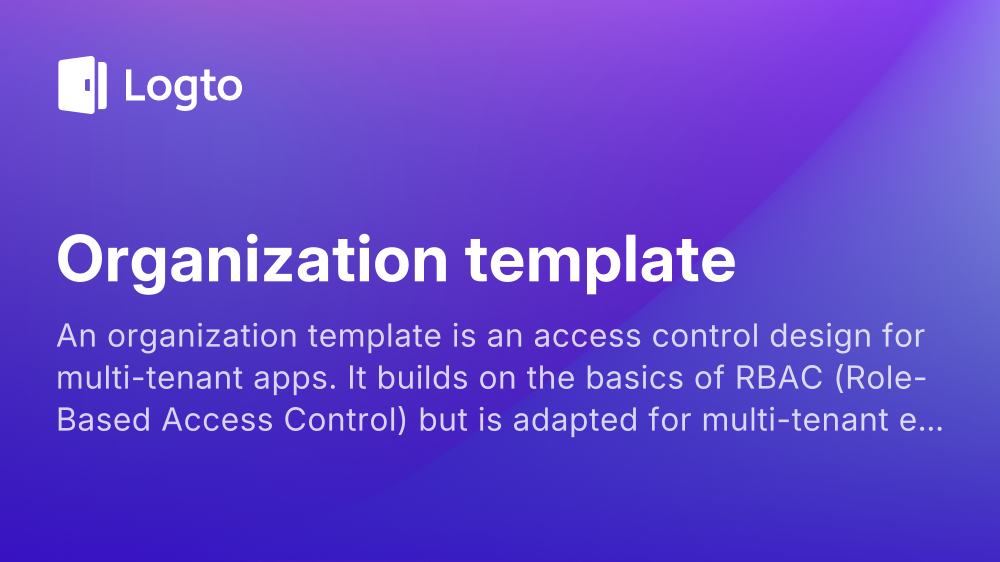 Logto
Organization template
An organization template is an access control design for
multi-tenant apps. It builds on the basics of RBAC (Role-
Based Access Control) but is adapted for multi-tenant e...